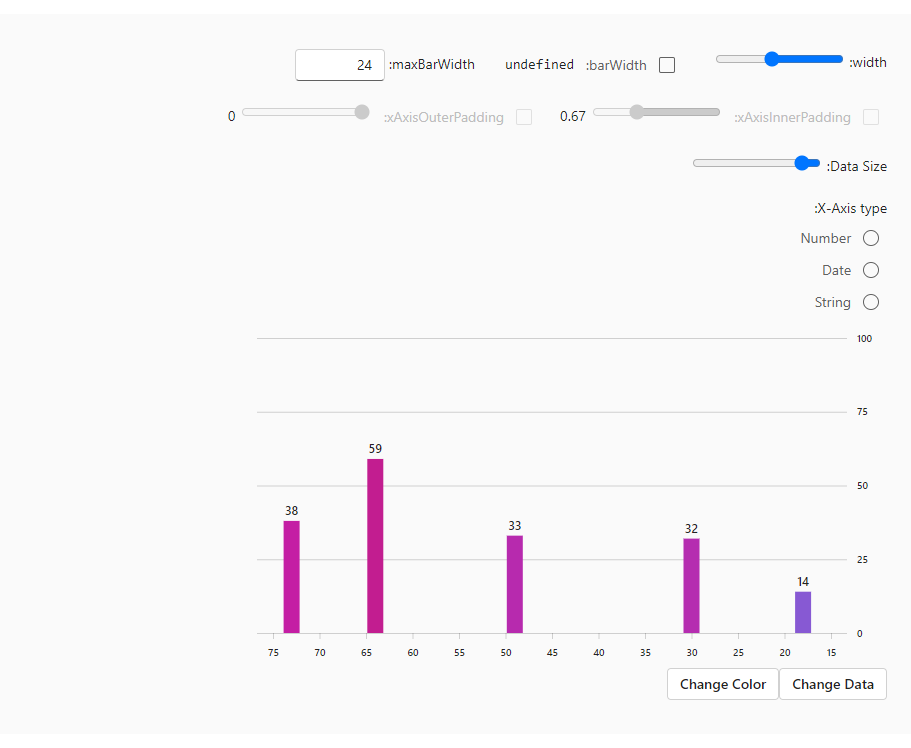 :width
:barWidth undefined
:maxBarWidth 24
:xAxisInnerPadding 0.67
:xAxisOuterPadding 0
:Data Size
:X-Axis type
Number
Date
String
100
75
50
25
0
38
59
33
32
14
75 70 65 60 55 50 45 40 35 30 25 20 15
Change Color Change Data